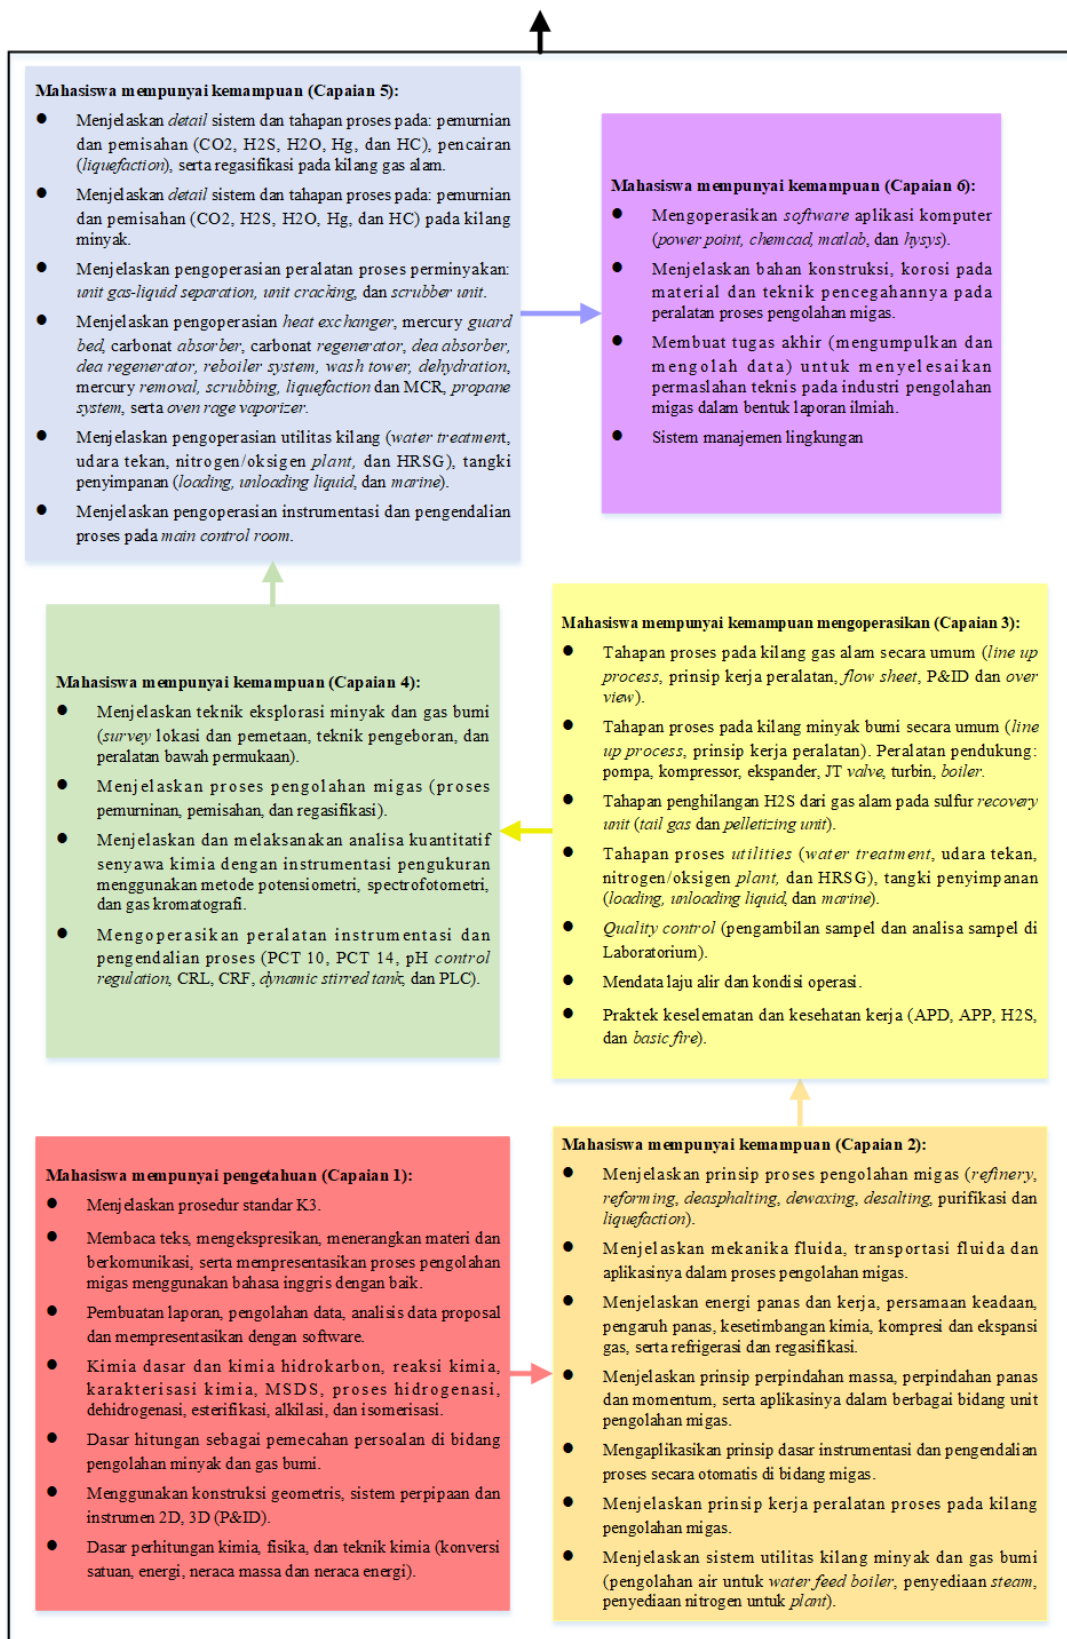 Mahasiswa mempunyai kemampuan (Capaian 5):
● Menjelaskan detail sistem dan tahapan proses pada: pemurnian
dan pemisahan (CO2, H2S, H2O, Hg, dan HC), pencairan
(liquefaction), serta regasifikasi pada kilang gas alam.
● Menjelaskan detail sistem dan tahapan proses pada: pemurnian
dan pemisahan (CO2, H2S, H2O, Hg, dan HC) pada kilang
minyak.
● Menjelaskan pengoperasian peralatan proses perminyakan:
unit gas-liquid separation, unit cracking, dan scrubber unit.
● Menjelaskan pengoperasian heat exchanger, mercury guard
bed, carbonat absorber, carbonat regenerator, dea absorber,
dea regenerator, reboiler system, wash tower, dehydration,
mercury removal, scrubbing, liquefaction dan MCR, propane
system, serta oven rage vaporizer.
● Menjelaskan pengoperasian utilitas kilang (water treatment,
udara tekan, nitrogen/oksigen plant, dan HRSG), tangki
penyimpanan (loading, unloading liquid, dan marine).
● Menjelaskan pengoperasian instrumentasi dan pengendalian
proses pada main control room.
Mahasiswa mempunyai kemampuan (Capaian 6):
● Mengoperasikan software aplikasi komputer
(power point, chemcad, matlab, dan hysys).
● Menjelaskan bahan konstruksi, korosi pada
material dan teknik pencegahannya pada
peralatan proses pengolahan migas.
● Membuat tugas akhir (mengumpulkan dan
mengolah data) untuk menyelesaikan
permaslahan teknis pada industri pengolahan
migas dalam bentuk laporan ilmiah.
● Sistem manajemen lingkungan
Mahasiswa mempunyai kemampuan (Capaian 4):
● Menjelaskan teknik eksplorasi minyak dan gas bumi
(survey lokasi dan pemetaan, teknik pengeboran, dan
peralatan bawah permukaan).
● Menjelaskan proses pengolahan migas (proses
pemurninan, pemisahan, dan regasifikasi).
● Menjelaskan dan melaksanakan analisa kuantitatif
senyawa kimia dengan instrumentasi pengukuran
menggunakan metode potensiometri, spectrofotometri,
dan gas kromatografi.
● Mengoperasikan peralatan instrumentasi dan
pengendalian proses (PCT 10, PCT 14, pH control
regulation, CRL, CRF, dynamic stirred tank, dan PLC).
Mahasiswa mempunyai kemampuan mengoperasikan (Capaian 3):
● Tahapan proses pada kilang gas alam secara umum (line up
process, prinsip kerja peralatan, flow sheet, P&ID dan over
view).
● Tahapan proses pada kilang minyak bumi secara umum (line
up process, prinsip kerja peralatan). Peralatan pendukung:
pompa, kompressor, ekspander, JT valve, turbin, boiler.
● Tahapan penghilangan H2S dari gas alam pada sulfur recovery
unit (tail gas dan pelletizing unit).
● Tahapan proses utilities (water treatment, udara tekan,
nitrogen/oksigen plant, dan HRSG), tangki penyimpanan
(loading, unloading liquid, dan marine).
● Quality control (pengambilan sampel dan analisa sampel di
Laboratorium).
● Mendata laju alir dan kondisi operasi.
● Praktek keselematan dan kesehatan kerja (APD, APP, H2S,
dan basic fire).
Mahasiswa mempunyai pengetahuan (Capaian 1):
● Menjelaskan prosedur standar K3.
● Membaca teks, mengekspresikan, menerangkan materi dan
berkomunikasi, serta mempresentasikan proses pengolahan
migas menggunakan bahasa inggris dengan baik.
● Pembuatan laporan, pengolahan data, analisis data proposal
dan mempresentasikan dengan software.
● Kimia dasar dan kimia hidrokarbon, reaksi kimia,
karakterisasi kimia, MSDS, proses hidrogenasi,
dehidrogenasi, esterifikasi, alkilasi, dan isomerisasi.
● Dasar hitungan sebagai pemecahan persoalan di bidang
pengolahan minyak dan gas bumi.
● Menggunakan konstruksi geometris, sistem perpipaan dan
instrumen 2D, 3D (P&ID).
● Dasar perhitungan kimia, fisika, dan teknik kimia (konversi
satuan, energi, neraca massa dan neraca energi).
Mahasiswa mempunyai kemampuan (Capaian 2):
● Menjelaskan prinsip proses pengolahan migas (refinery,
reforming, deasphalting, dewaxing, desalting, purifikasi dan
liquefaction).
● Menjelaskan mekanika fluida, transportasi fluida dan
aplikasinya dalam proses pengolahan migas.
● Menjelaskan energi panas dan kerja, persamaan keadaan,
pengaruh panas, kesetimbangan kimia, kompresi dan ekspansi
gas, serta refrigerasi dan regasifikasi.
● Menjelaskan prinsip perpindahan massa, perpindahan panas
dan momentum, serta aplikasinya dalam berbagai bidang unit
pengolahan migas.
● Mengaplikasikan prinsip dasar instrumentasi dan pengendalian
proses secara otomatis di bidang migas.
● Menjelaskan prinsip kerja peralatan proses pada kilang
pengolahan migas.
● Menjelaskan sistem utilitas kilang minyak dan gas bumi
(pengolahan air untuk water feed boiler, penyediaan steam,
penyediaan nitrogen untuk plant).